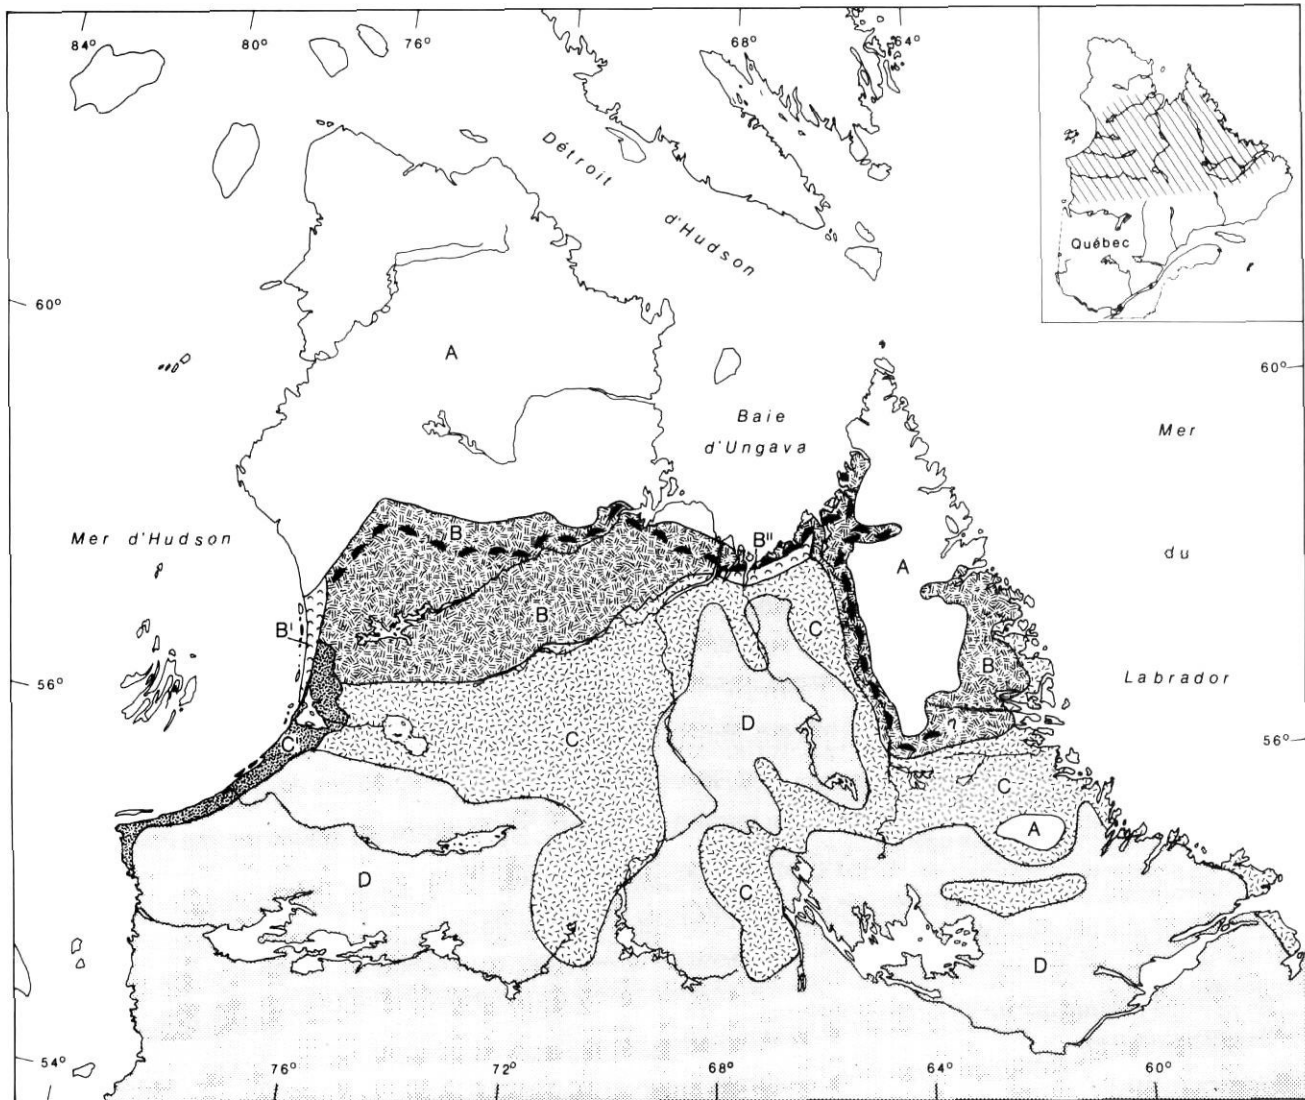 84° 80° 76° 68° 64°
Détroit
d'Hudson
Québec
60°
60°
A
Baie
d'Ungava
Mer
Mer d'Hudson
B
B"
du
A
B
B'
C
B
Labrador
56°
D
?
56°
C'
C
C
A
D
C
D
54°
76° 72° 68° 64° 60°